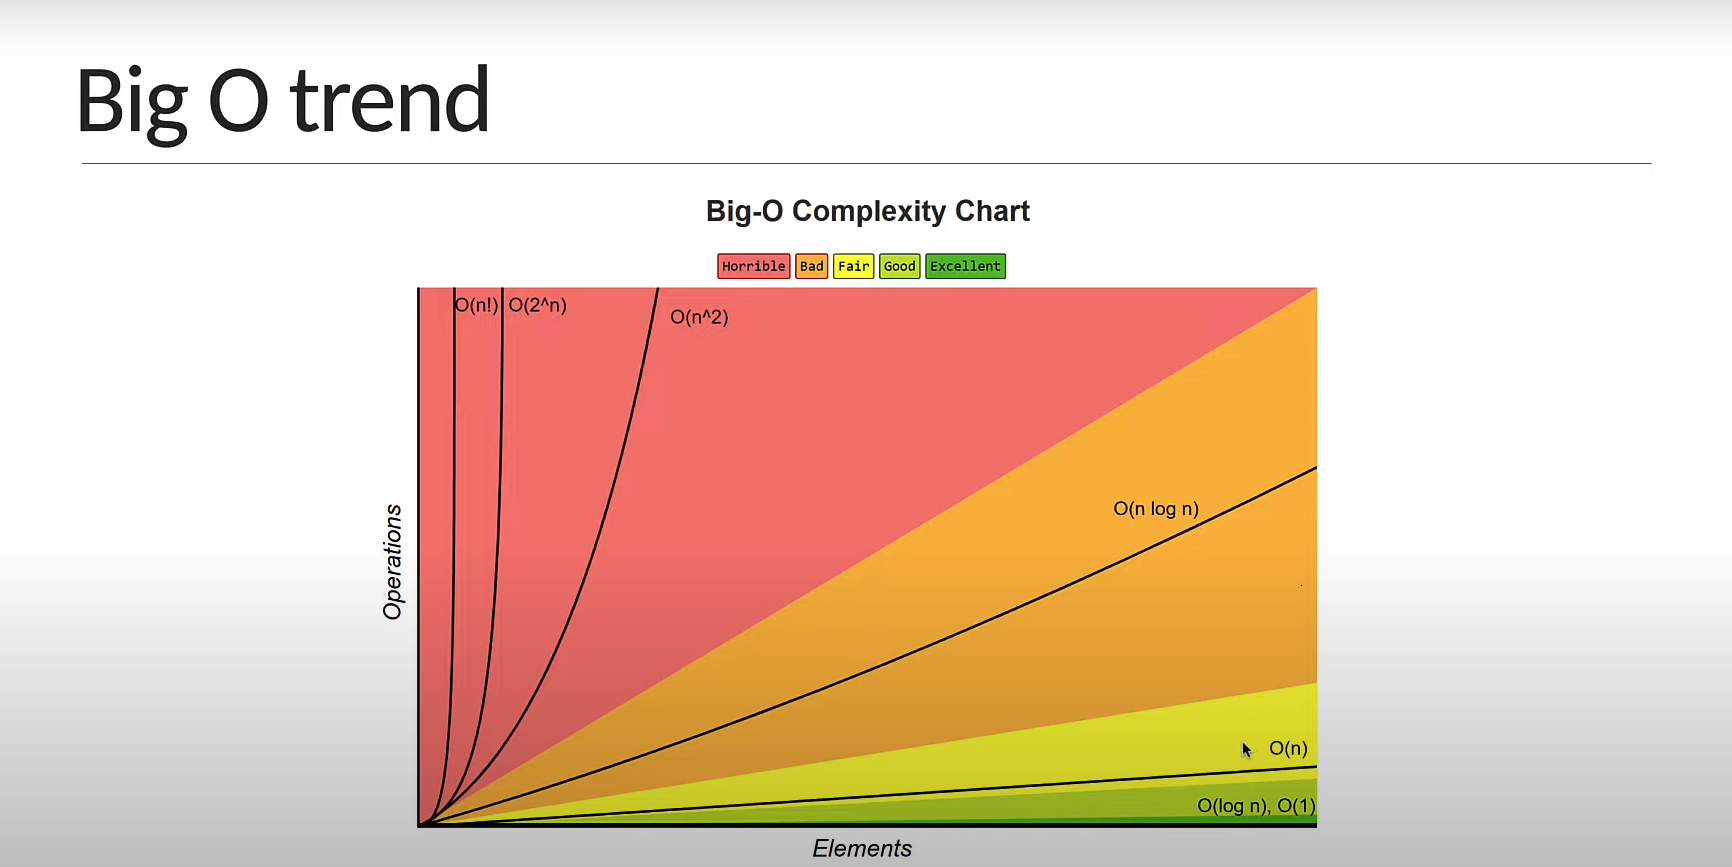 Big O trend
Big-O Complexity Chart
Horrible Bad Fair Good Excellent
O(n!) O(2^n)
O(n^2)
O(n log n)
Operations
O(n)
O(log n), O(1)
Elements